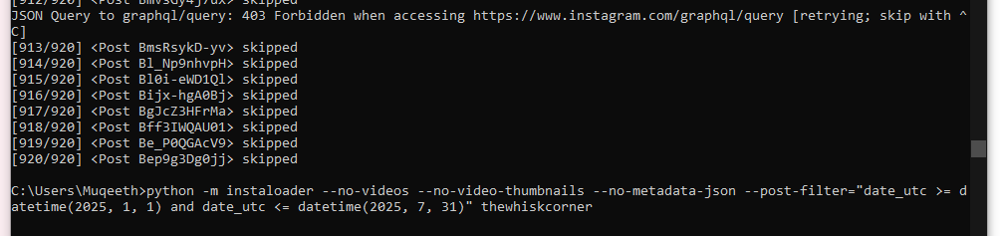 JSON Query to graphql/query: 403 Forbidden when accessing https://www.instagram.com/graphql/query [retrying; skip with ^
C]
[913/920] <Post BmsRsykD-yv> skipped
[914/920] <Post Bl_Np9nhvpH> skipped
[915/920] <Post Bl0i-eWD1Ql> skipped
[916/920] <Post Bijx-hgA0Bj> skipped
[917/920] <Post BgJcZ3HFrMa> skipped
[918/920] <Post Bff3IWQAU01> skipped
[919/920] <Post Be_P0QGAcV9> skipped
[920/920] <Post Bep9g3Dg0jj> skipped
C:\Users\Muqeeth>python -m instaloader --no-videos --no-video-thumbnails --no-metadata-json --post-filter="date_utc >= d
atetime(2025, 1, 1) and date_utc <= datetime(2025, 7, 31)" thewhiskcorner